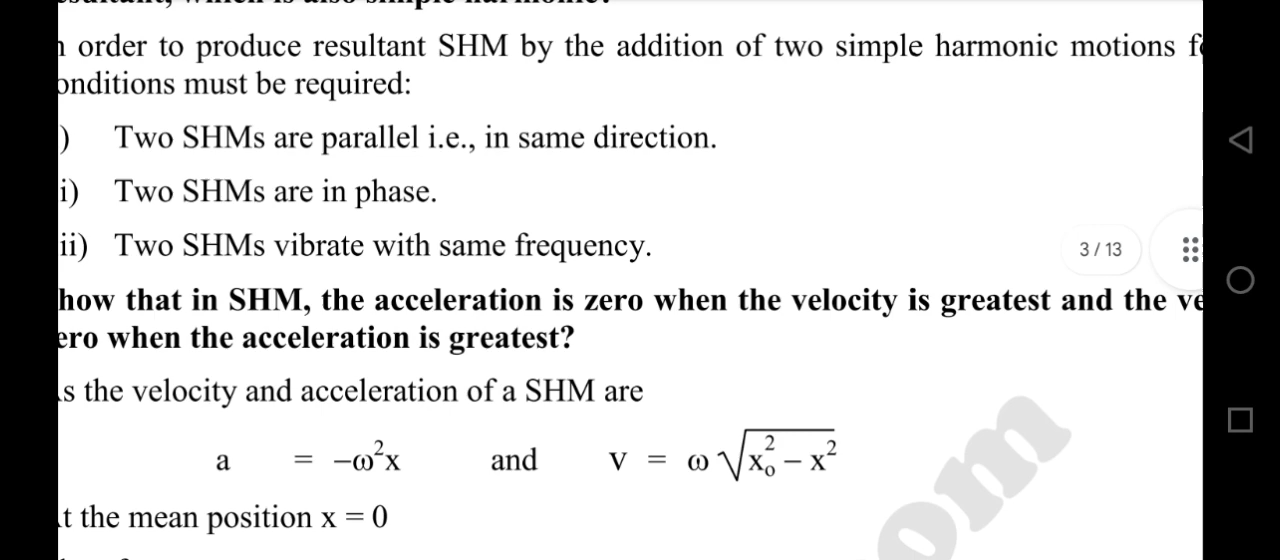 order to produce resultant SHM by the addition of two simple harmonic motions
onditions must be required:
) Two SHMs are parallel i.e., in same direction.
i) Two SHMs are in phase.
ii) Two SHMs vibrate with same frequency.
3 / 13
how that in SHM, the acceleration is zero when the velocity is greatest and the ve
ero when the acceleration is greatest?
s the velocity and acceleration of a SHM are
a = −ω²x and v = ω √(x₀² − x²)
t the mean position x = 0
om